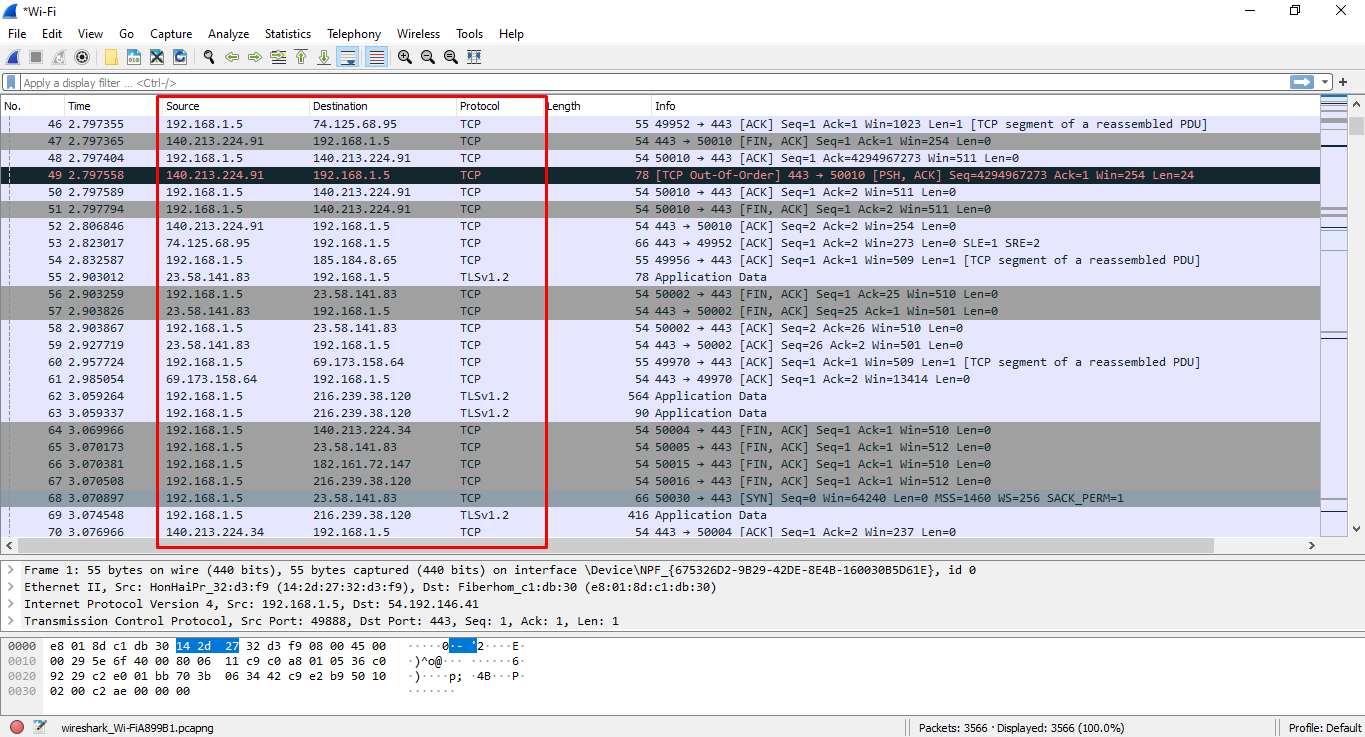 *Wi-Fi
File Edit View Go Capture Analyze Statistics Telephony Wireless Tools Help
Apply a display filter ... <Ctrl-/>
No. Time Source Destination Protocol Length Info
46 2.797355 192.168.1.5 74.125.68.95 TCP 55 49952 → 443 [ACK] Seq=1 Ack=1 Win=1023 Len=1 [TCP segment of a reassembled PDU]
47 2.797365 140.213.224.91 192.168.1.5 TCP 54 443 → 50010 [FIN, ACK] Seq=1 Ack=1 Win=254 Len=0
48 2.797404 192.168.1.5 140.213.224.91 TCP 54 50010 → 443 [ACK] Seq=1 Ack=4294967273 Win=511 Len=0
49 2.797558 140.213.224.91 192.168.1.5 TCP 78 [TCP Out-Of-Order] 443 → 50010 [PSH, ACK] Seq=4294967273 Ack=1 Win=254 Len=24
50 2.797589 192.168.1.5 140.213.224.91 TCP 54 50010 → 443 [ACK] Seq=1 Ack=2 Win=511 Len=0
51 2.797794 192.168.1.5 140.213.224.91 TCP 54 50010 → 443 [FIN, ACK] Seq=1 Ack=2 Win=511 Len=0
52 2.806846 140.213.224.91 192.168.1.5 TCP 54 443 → 50010 [ACK] Seq=2 Ack=2 Win=254 Len=0
53 2.823017 74.125.68.95 192.168.1.5 TCP 66 443 → 49952 [ACK] Seq=1 Ack=2 Win=273 Len=0 SLE=1 SRE=2
54 2.832587 192.168.1.5 185.184.8.65 TCP 55 49956 → 443 [ACK] Seq=1 Ack=1 Win=509 Len=1 [TCP segment of a reassembled PDU]
55 2.903012 23.58.141.83 192.168.1.5 TLSv1.2 78 Application Data
56 2.903259 192.168.1.5 23.58.141.83 TCP 54 50002 → 443 [FIN, ACK] Seq=1 Ack=25 Win=510 Len=0
57 2.903826 23.58.141.83 192.168.1.5 TCP 54 443 → 50002 [FIN, ACK] Seq=25 Ack=1 Win=501 Len=0
58 2.903867 192.168.1.5 23.58.141.83 TCP 54 50002 → 443 [ACK] Seq=2 Ack=26 Win=510 Len=0
59 2.927719 23.58.141.83 192.168.1.5 TCP 54 443 → 50002 [ACK] Seq=26 Ack=2 Win=501 Len=0
60 2.957724 192.168.1.5 69.173.158.64 TCP 55 49970 → 443 [ACK] Seq=1 Ack=1 Win=509 Len=1 [TCP segment of a reassembled PDU]
61 2.985054 69.173.158.64 192.168.1.5 TCP 54 443 → 49970 [ACK] Seq=1 Ack=2 Win=13414 Len=0
62 3.059264 192.168.1.5 216.239.38.120 TLSv1.2 564 Application Data
63 3.059337 192.168.1.5 216.239.38.120 TLSv1.2 90 Application Data
64 3.069966 192.168.1.5 140.213.224.34 TCP 54 50004 → 443 [FIN, ACK] Seq=1 Ack=1 Win=510 Len=0
65 3.070173 192.168.1.5 23.58.141.83 TCP 54 50005 → 443 [FIN, ACK] Seq=1 Ack=1 Win=512 Len=0
66 3.070381 192.168.1.5 182.161.72.147 TCP 54 50015 → 443 [FIN, ACK] Seq=1 Ack=1 Win=510 Len=0
67 3.070508 192.168.1.5 216.239.38.120 TCP 54 50016 → 443 [FIN, ACK] Seq=1 Ack=1 Win=512 Len=0
68 3.070897 192.168.1.5 23.58.141.83 TCP 66 50030 → 443 [SYN] Seq=0 Win=64240 Len=0 MSS=1460 WS=256 SACK_PERM=1
69 3.074548 192.168.1.5 216.239.38.120 TLSv1.2 416 Application Data
70 3.076966 140.213.224.34 192.168.1.5 TCP 54 443 → 50004 [ACK] Seq=1 Ack=2 Win=237 Len=0
Frame 1: 55 bytes on wire (440 bits), 55 bytes captured (440 bits) on interface \Device\NPF_{675326D2-9B29-42DE-8E4B-160030B5D61E}, id 0
Ethernet II, Src: HonHaiPr_32:d3:f9 (14:2d:27:32:d3:f9), Dst: Fiberhom_c1:db:30 (e8:01:8d:c1:db:30)
Internet Protocol Version 4, Src: 192.168.1.5, Dst: 54.192.146.41
Transmission Control Protocol, Src Port: 49888, Dst Port: 443, Seq: 1, Ack: 1, Len: 1
0000 e8 01 8d c1 db 30 14 2d 27 32 d3 f9 08 00 45 00 ·····0·- '2····E·
0010 00 29 5e 6f 40 00 80 06 11 c9 c0 a8 01 05 36 c0 ·)^o@··· ······6·
0020 92 29 c2 e0 01 bb 70 3b 06 34 42 c9 e2 b9 50 10 ·)····p; ·4B···P·
0030 02 00 c2 ae 00 00 00 ·······
wireshark_Wi-FiA899B1.pcapng Packets: 3566 · Displayed: 3566 (100.0%) Profile: Default